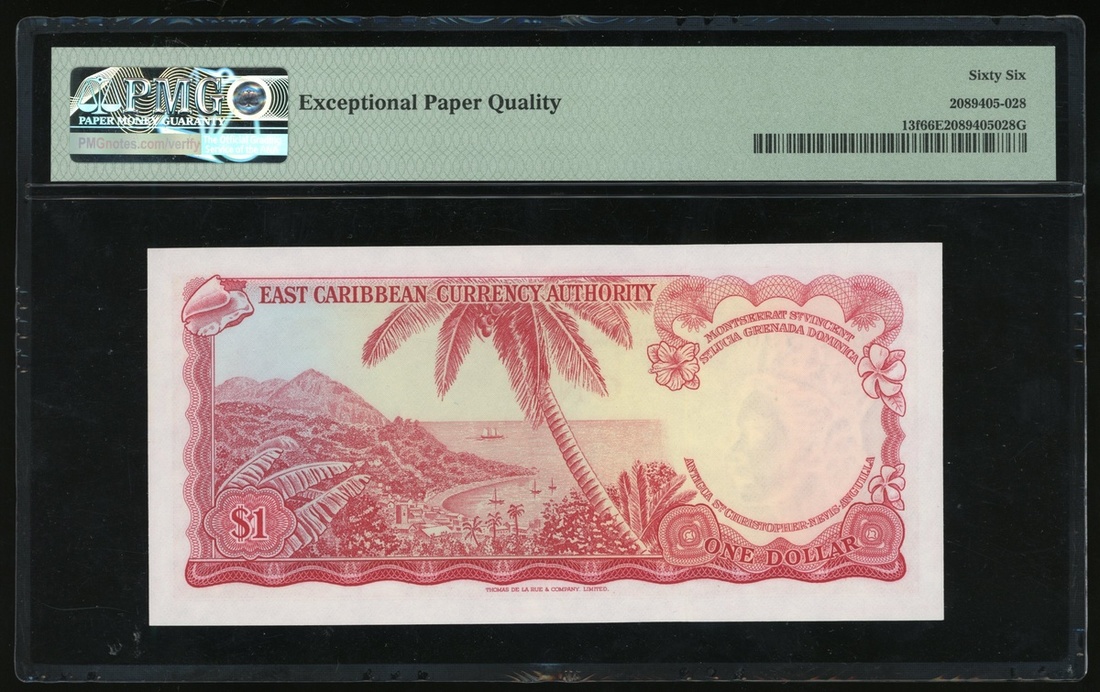 PMG
PAPER MONEY GUARANTY
PMGnotes.com/verify
Exceptional Paper Quality
Sixty Six
2089405-028
13f66E2089405028G
EAST CARIBBEAN CURRENCY AUTHORITY
MONTSERRAT ST VINCENT
ST LUCIA GRENADA DOMINICA
ANTIGUA ST CHRISTOPHER-NEVIS-ANGUILLA
$1
ONE DOLLAR
THOMAS DE LA RUE & COMPANY, LIMITED.